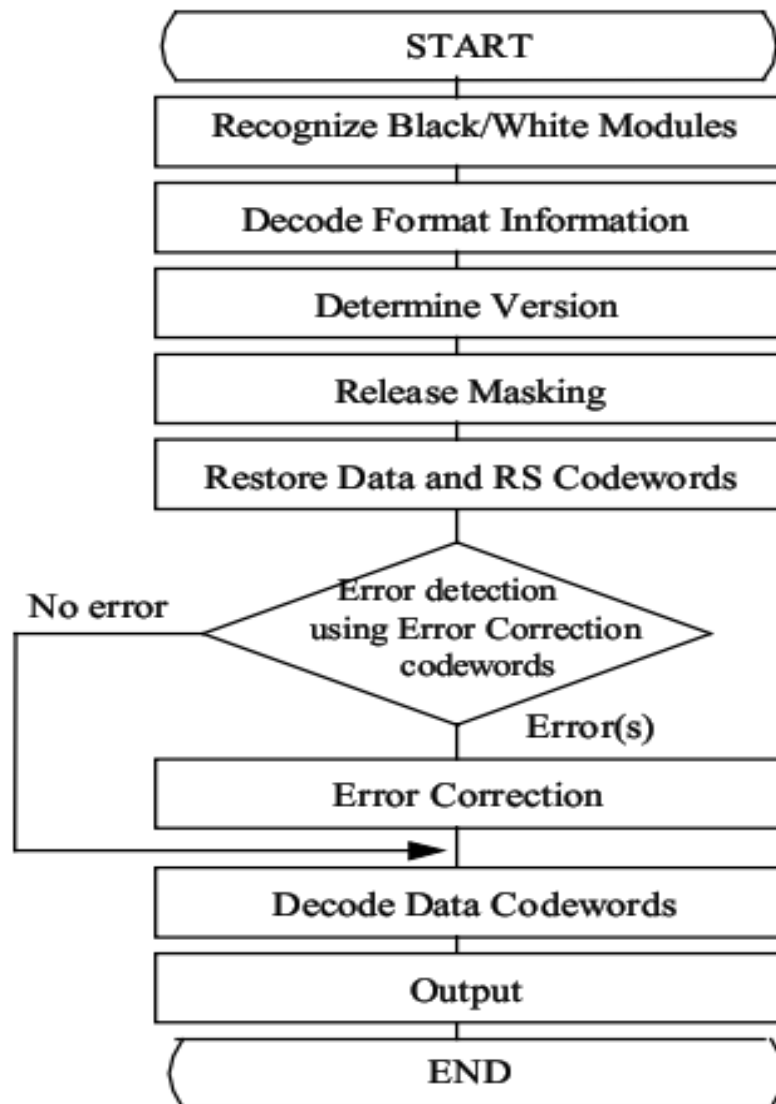 START
Recognize Black/White Modules
Decode Format Information
Determine Version
Release Masking
Restore Data and RS Codewords
Error detection
using Error Correction
codewords
No error
Error(s)
Error Correction
Decode Data Codewords
Output
END